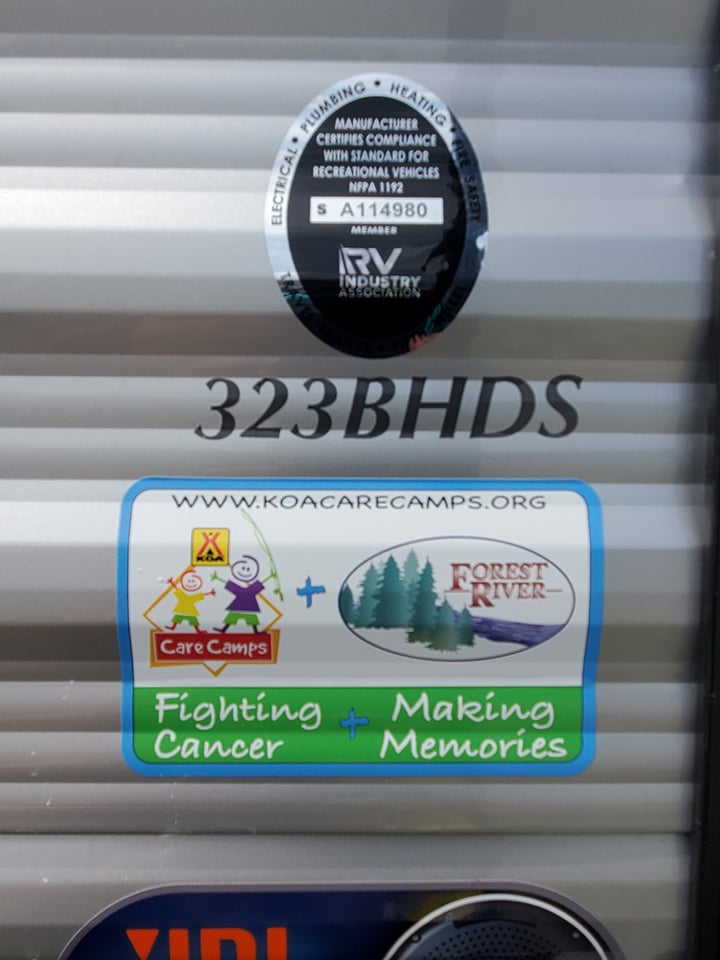 ELECTRICAL • PLUMBING • HEATING • FIRE SAFETY
MANUFACTURER
CERTIFIES COMPLIANCE
WITH STANDARD FOR
RECREATIONAL VEHICLES
NFPA 1192
S A114980
MEMBER
RV
INDUSTRY
ASSOCIATION
323BHDS
WWW.KOACARECAMPS.ORG
KOA
Care Camps
+
FOREST
RIVER
Fighting
Cancer
+
Making
Memories